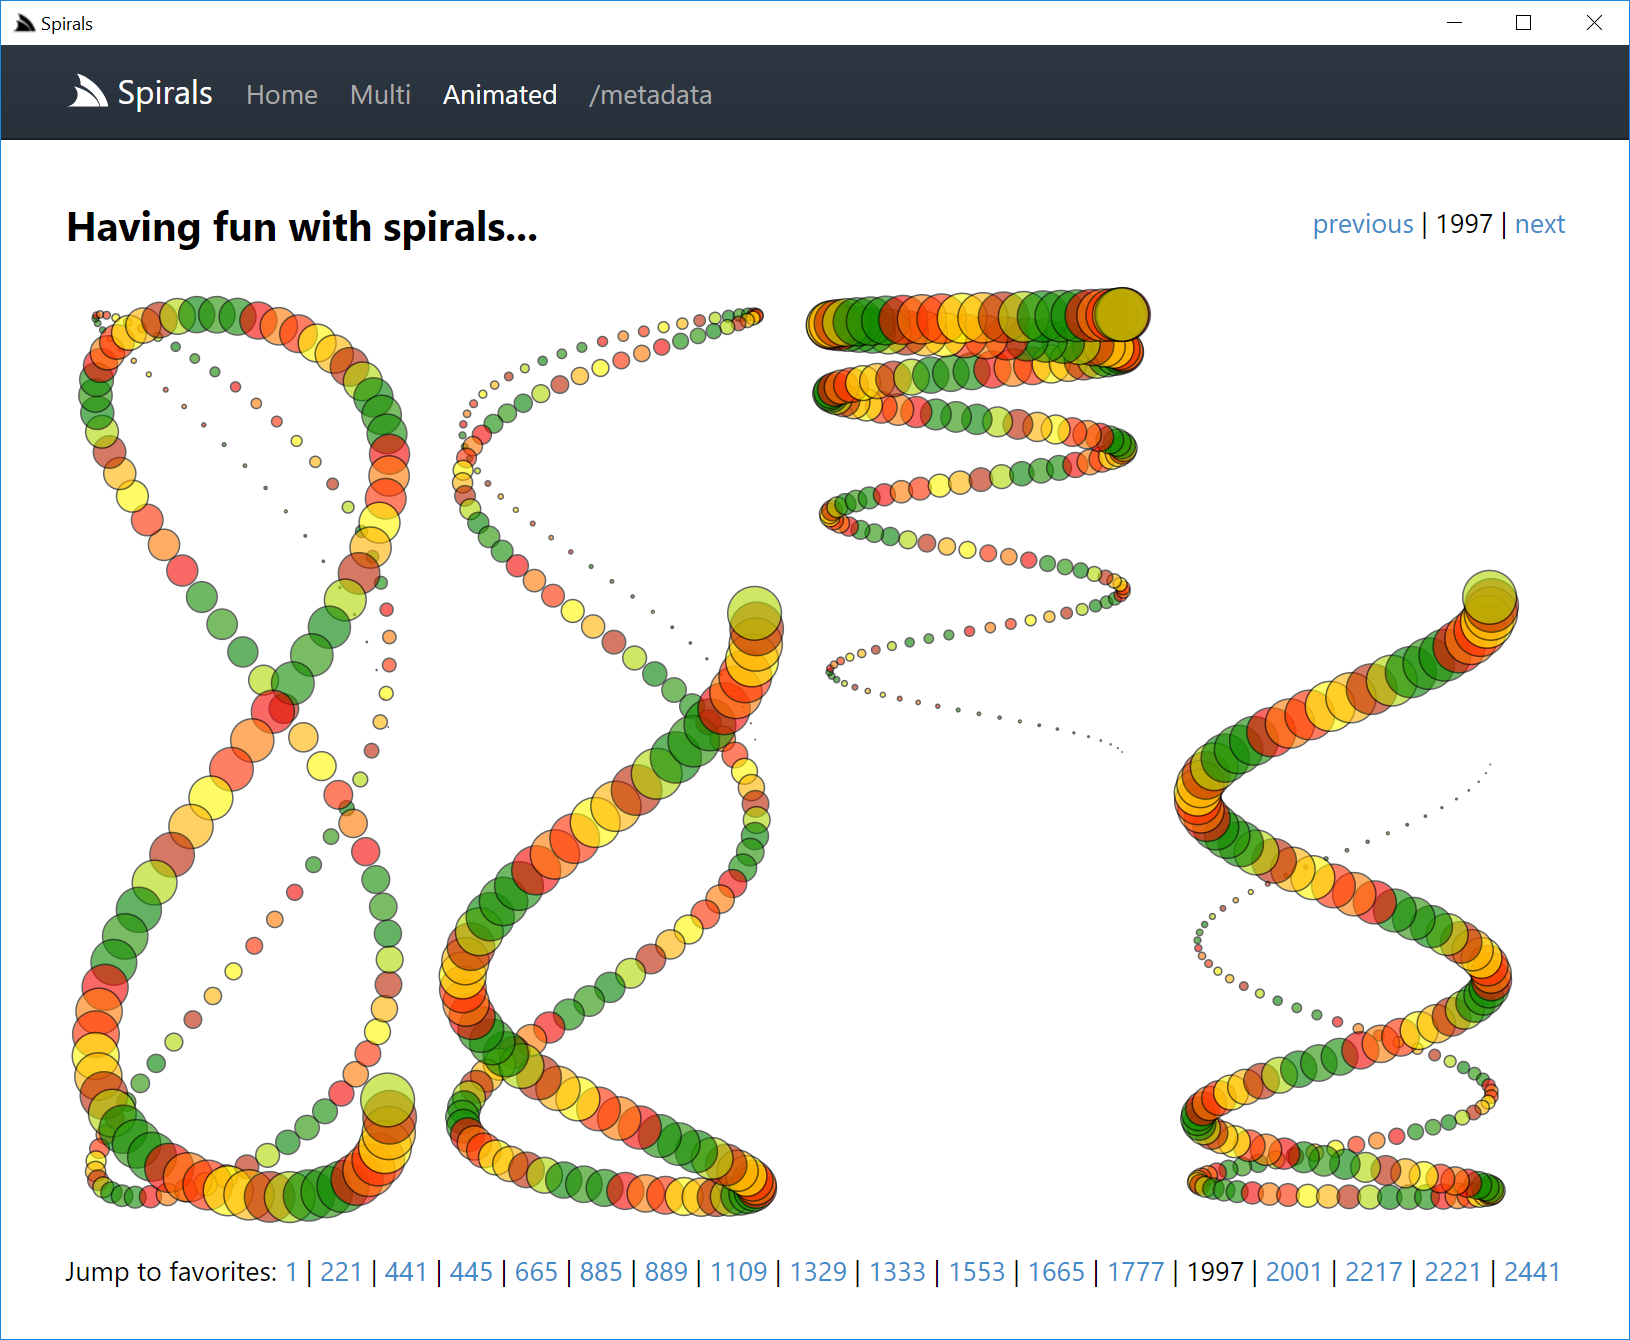 Spirals
Spirals Home Multi Animated /metadata
Having fun with spirals...
previous | 1997 | next
Jump to favorites: 1 | 221 | 441 | 445 | 665 | 885 | 889 | 1109 | 1329 | 1333 | 1553 | 1665 | 1777 | 1997 | 2001 | 2217 | 2221 | 2441